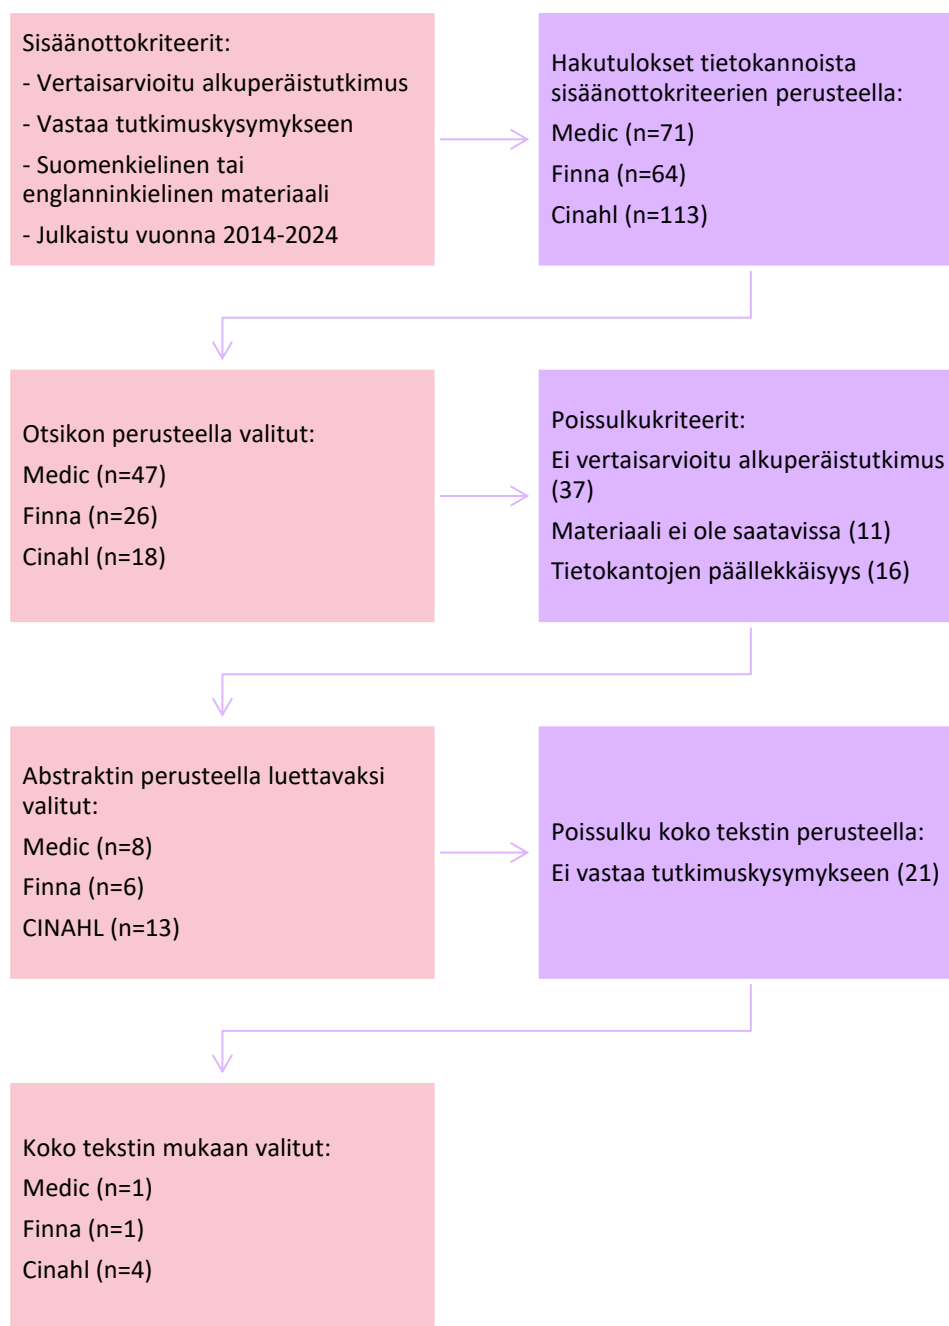 Sisäänottokriteerit:
- Vertaisarvioitu alkuperäistutkimus
- Vastaa tutkimuskysymykseen
- Suomenkielinen tai
englanninkielinen materiaali
- Julkaistu vuonna 2014-2024
Hakutulokset tietokannoista
sisäänottokriteerien perusteella:
Medic (n=71)
Finna (n=64)
Cinahl (n=113)
Otsikon perusteella valitut:
Medic (n=47)
Finna (n=26)
Cinahl (n=18)
Poissulkukriteerit:
Ei vertaisarvioitu alkuperäistutkimus
(37)
Materiaali ei ole saatavissa (11)
Tietokantojen päällekkäisyys (16)
Abstraktin perusteella luettavaksi
valitut:
Medic (n=8)
Finna (n=6)
CINAHL (n=13)
Poissulku koko tekstin perusteella:
Ei vastaa tutkimuskysymykseen (21)
Koko tekstin mukaan valitut:
Medic (n=1)
Finna (n=1)
Cinahl (n=4)